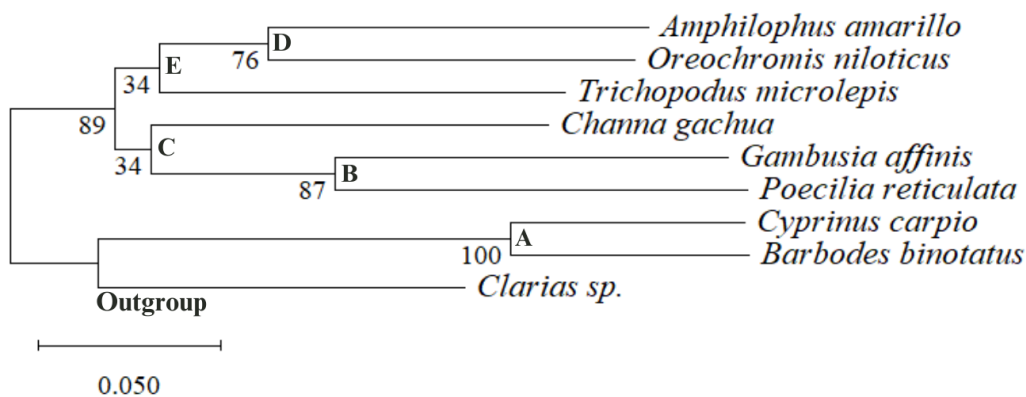 Amphilophus amarillo
D
76
Oreochromis niloticus
E
34
Trichopodus microlepis
89
Channa gachua
C
34
Gambusia affinis
B
87
Poecilia reticulata
Cyprinus carpio
A
100
Barbodes binotatus
Clarias sp.
Outgroup
0.050